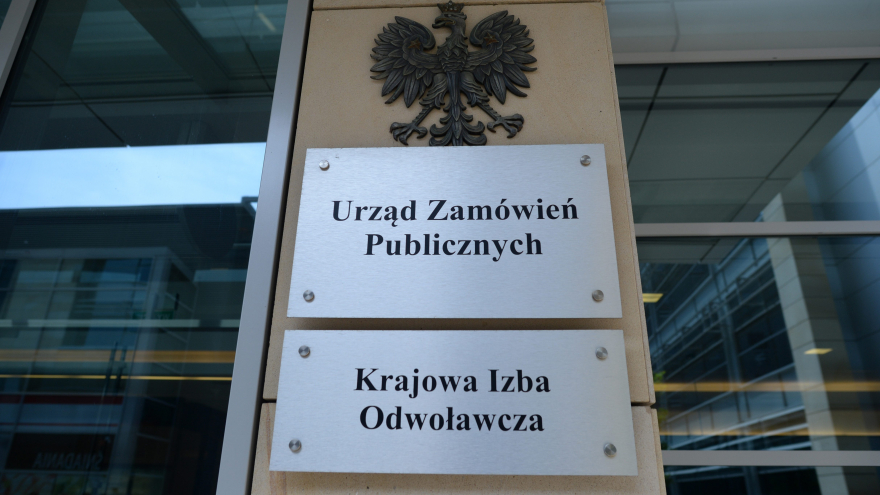 Urząd Zamówień
Publicznych
Krajowa Izba
Odwoławcza